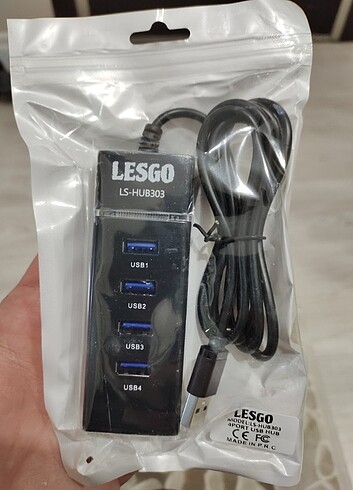 LESGO
LS-HUB303
USB1
USB2
USB3
USB4
LESGO
MODEL:LS-HUB303
4PORT USB HUB
CE FC
MADE IN P.R.C